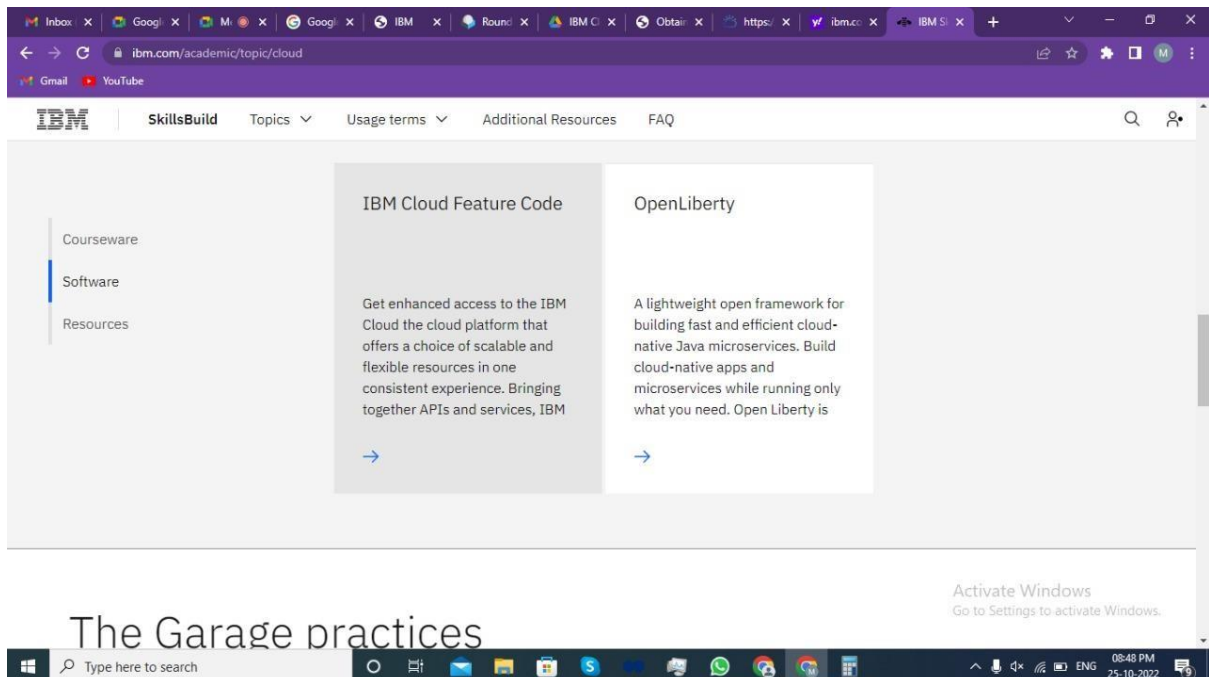 Inbox
Googl
Me
Googl
IBM
Round
IBM Cl
Obtain
https:/
ibm.co
IBM S
ibm.com/academic/topic/cloud
M
Gmail
YouTube
IBM
SkillsBuild
Topics
Usage terms
Additional Resources
FAQ
Courseware
Software
Resources
IBM Cloud Feature Code
Get enhanced access to the IBM
Cloud the cloud platform that
offers a choice of scalable and
flexible resources in one
consistent experience. Bringing
together APIs and services, IBM
OpenLiberty
A lightweight open framework for
building fast and efficient cloud-
native Java microservices. Build
cloud-native apps and
microservices while running only
what you need. Open Liberty is
The Garage practices
Activate Windows
Go to Settings to activate Windows.
Type here to search
ENG
08:48 PM
25-10-2022